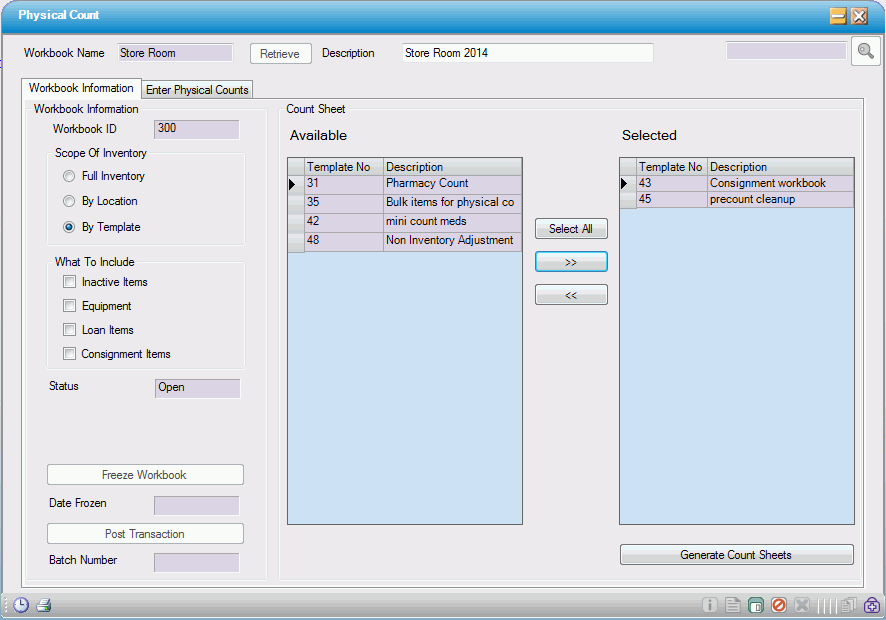 Physical Count
Workbook Name Store Room Retrieve Description Store Room 2014
Workbook Information Enter Physical Counts
Workbook Information
Workbook ID 300
Scope Of Inventory
Full Inventory
By Location
By Template
What To Include
Inactive Items
Equipment
Loan Items
Consignment Items
Status Open
Freeze Workbook
Date Frozen
Post Transaction
Batch Number
Count Sheet
Available
Template No Description
31 Pharmacy Count
35 Bulk items for physical co
42 mini count meds
48 Non Inventory Adjustment
Select All
>>
<<
Selected
Template No Description
43 Consignment workbook
45 precount cleanup
Generate Count Sheets